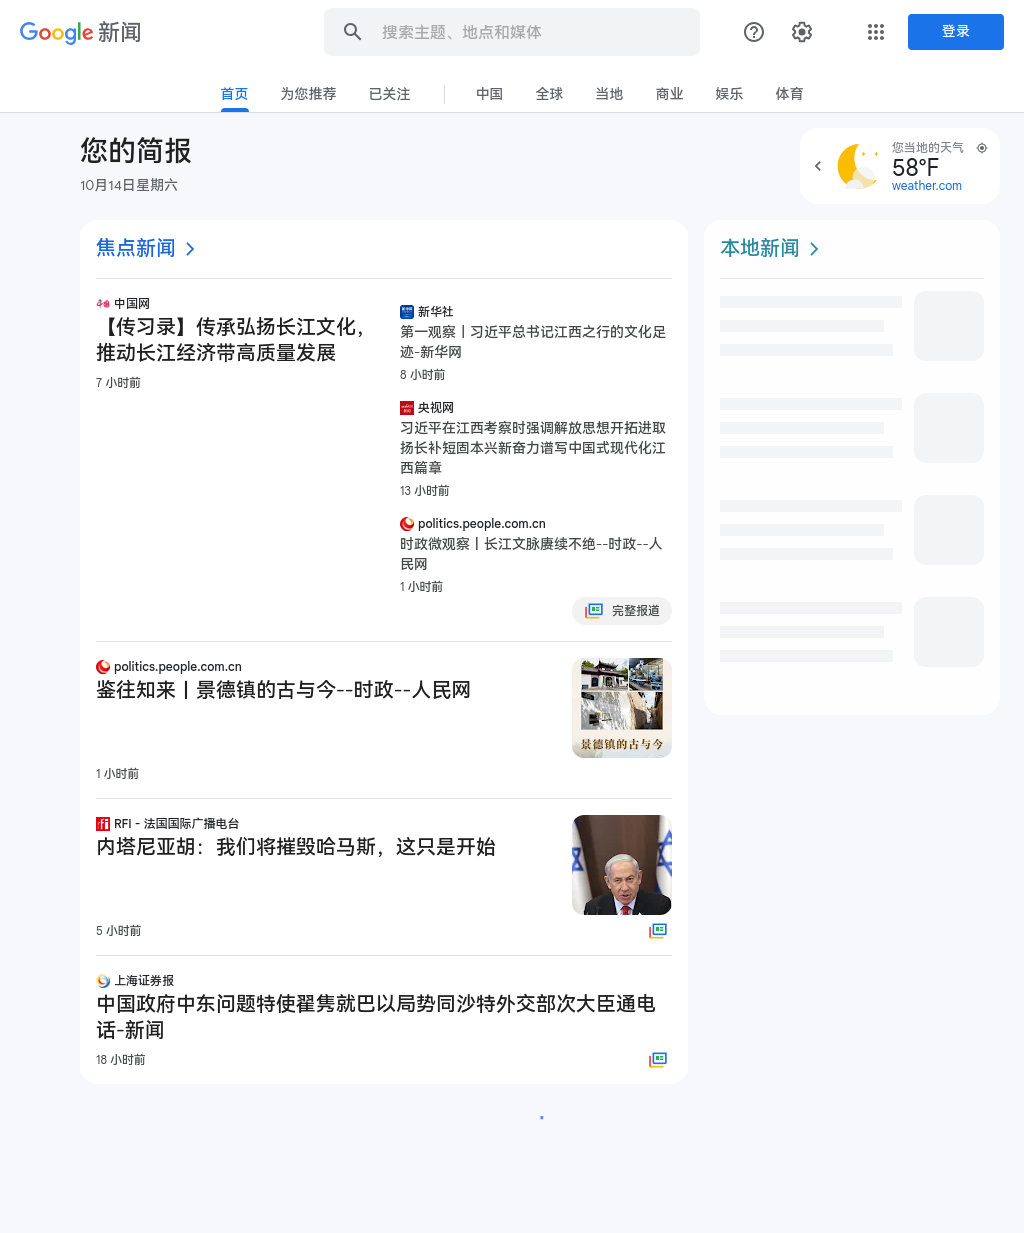 Google 新闻
搜索主题、地点和媒体
登录
首页
为您推荐
已关注
中国
全球
当地
商业
娱乐
体育
您的简报
10月14日星期六
您当地的天气
58°F
weather.com
焦点新闻
中国网
【传习录】传承弘扬长江文化，
推动长江经济带高质量发展
7 小时前
新华社
第一观察丨习近平总书记江西之行的文化足
迹-新华网
8 小时前
央视网
习近平在江西考察时强调解放思想开拓进取
扬长补短固本兴新奋力谱写中国式现代化江
西篇章
13 小时前
politics.people.com.cn
时政微观察丨长江文脉赓续不绝--时政--人
民网
1 小时前
完整报道
politics.people.com.cn
鉴往知来丨景德镇的古与今--时政--人民网
景德镇的古与今
1 小时前
RFI - 法国国际广播电台
内塔尼亚胡：我们将摧毁哈马斯，这只是开始
5 小时前
上海证券报
中国政府中东问题特使翟隽就巴以局势同沙特外交部次大臣通电
话-新闻
18 小时前
本地新闻